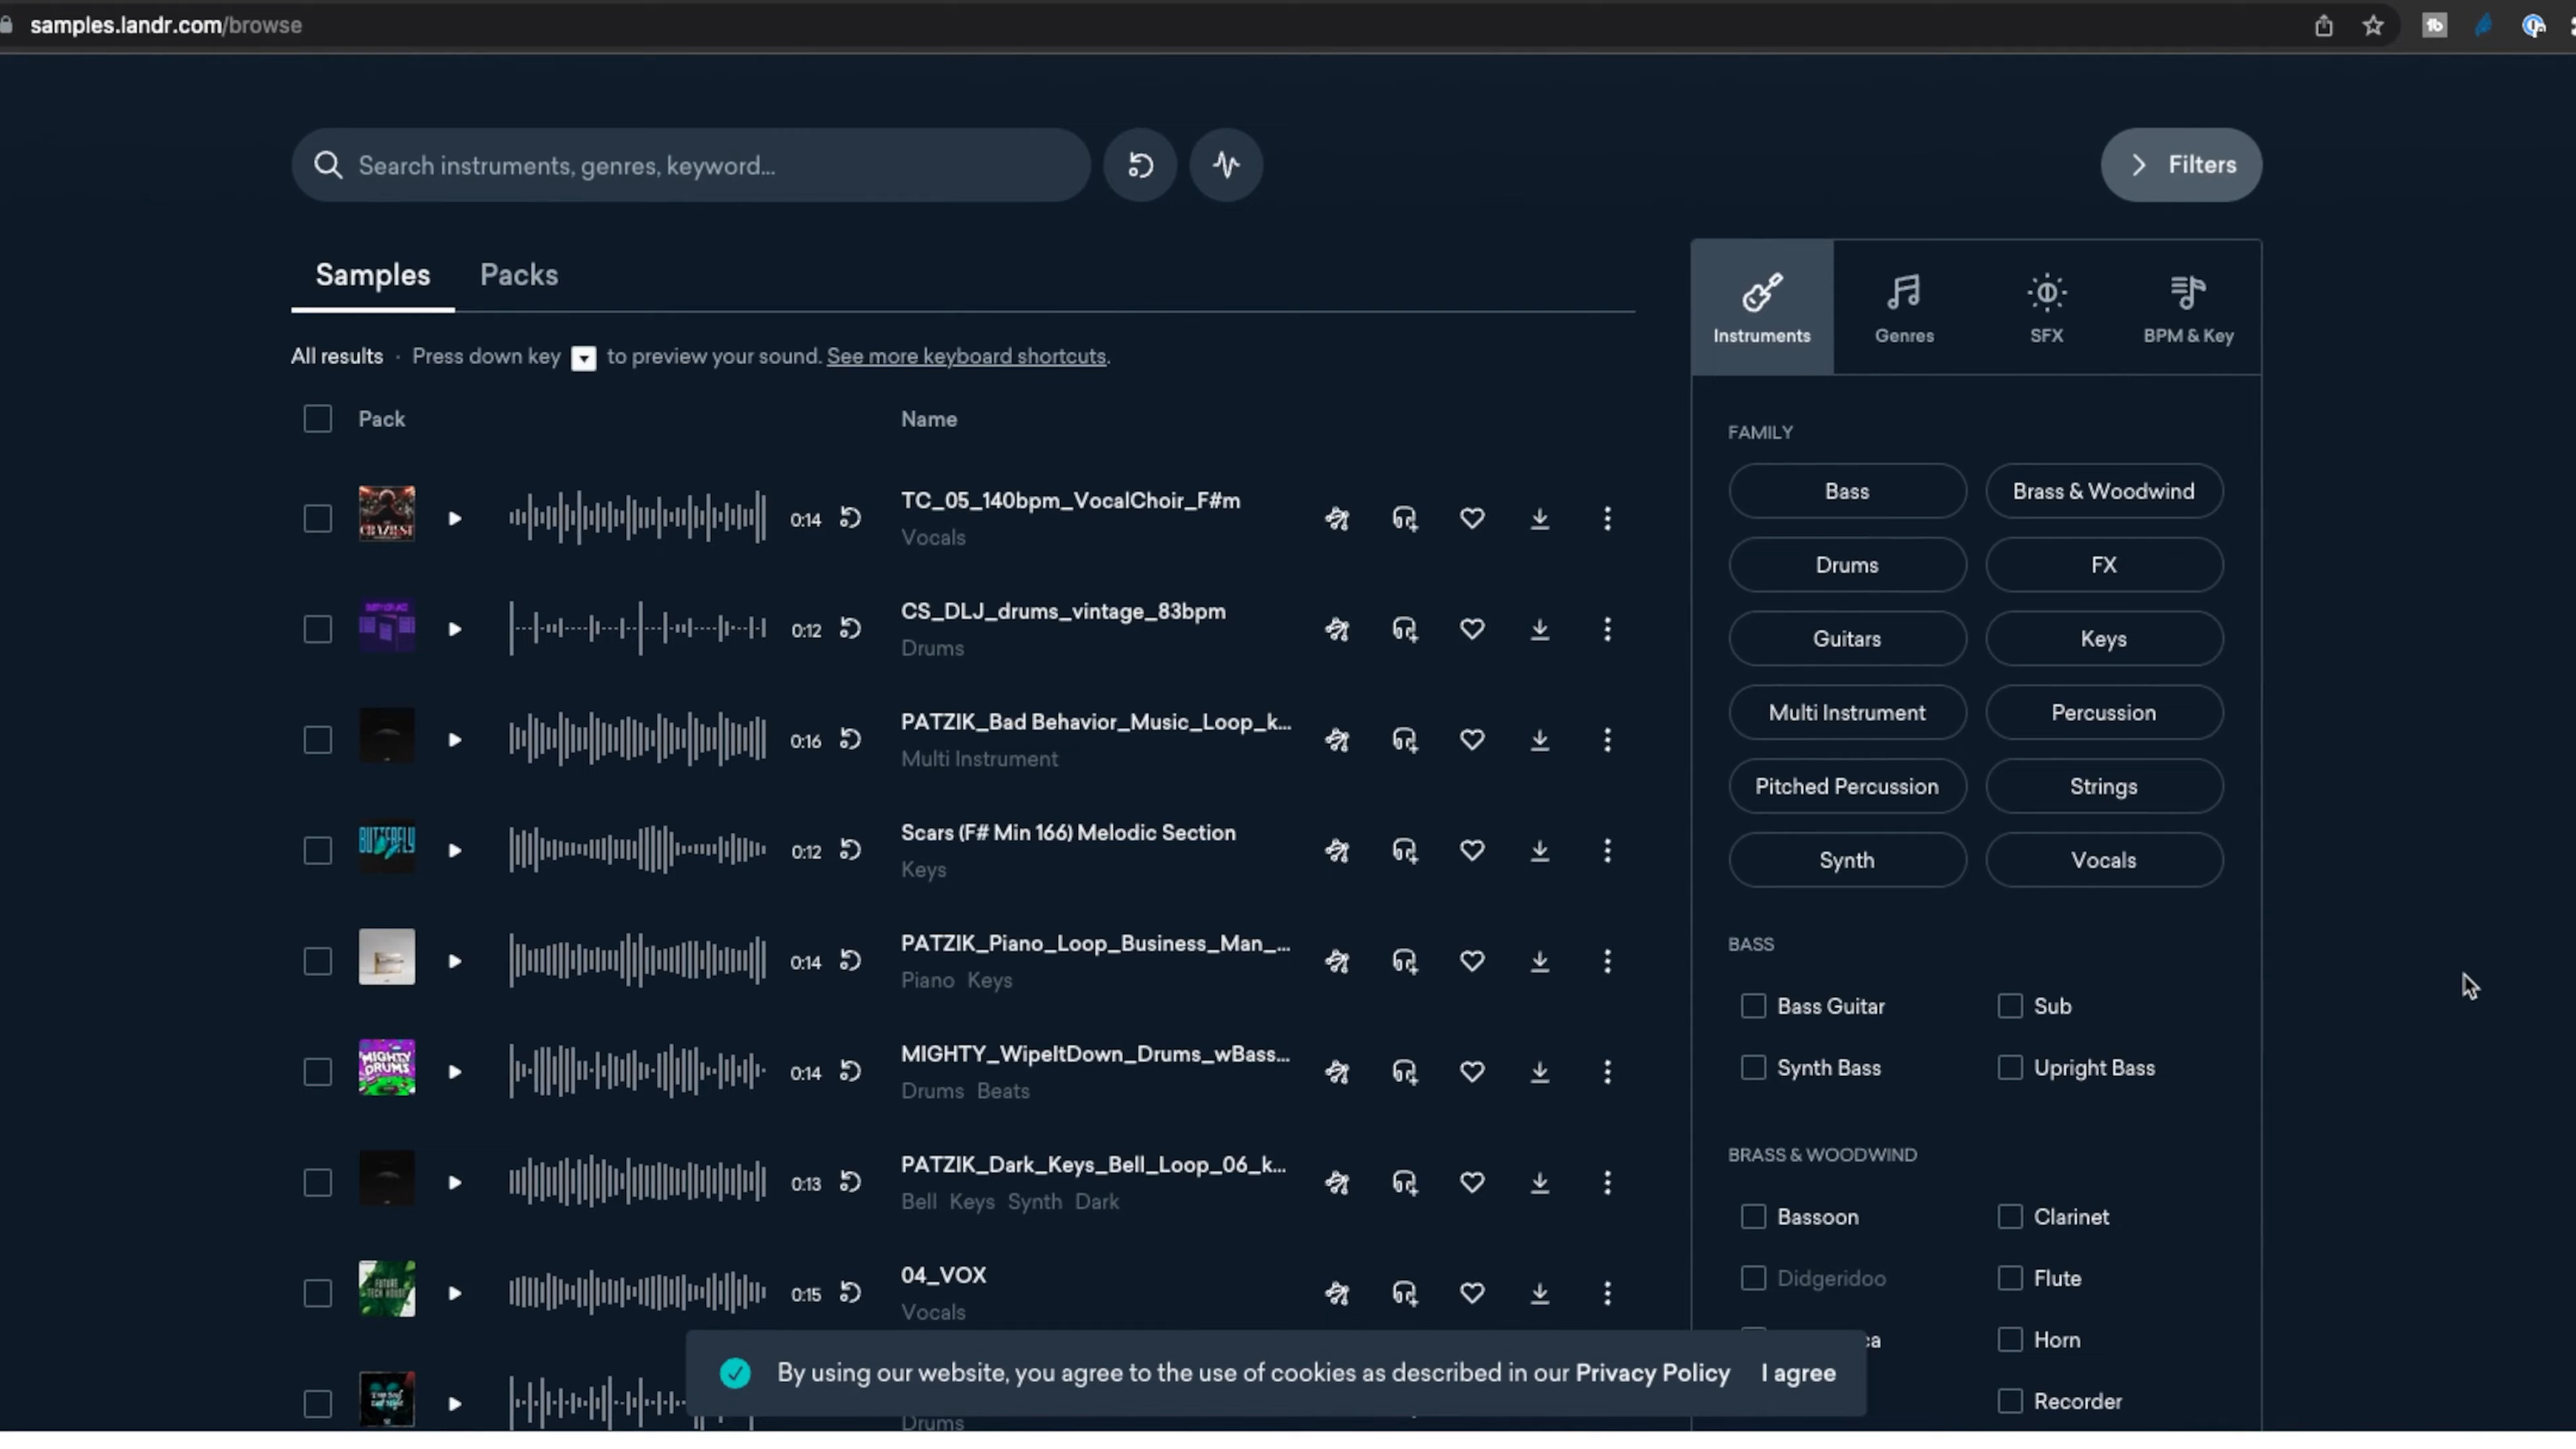 samples.landr.com/browse
Search instruments, genres, keyword...
Filters
Samples Packs
All results · Press down key to preview your sound. See more keyboard shortcuts.
Pack Name
TC_05_140bpm_VocalChoir_F#m
0:14
Vocals
CS_DLJ_drums_vintage_83bpm
0:12
Drums
PATZIK_Bad Behavior_Music_Loop_k...
0:16
Multi Instrument
BUTTERFLY
Scars (F# Min 166) Melodic Section
0:12
Keys
PATZIK_Piano_Loop_Business_Man_...
0:14
Piano Keys
MIGHTY DRUMS
MIGHTY_WipeItDown_Drums_wBass...
0:14
Drums Beats
PATZIK_Dark_Keys_Bell_Loop_06_k...
0:13
Bell Keys Synth Dark
FUTURE TECH HOUSE
04_VOX
0:15
Vocals
Drums
Instruments Genres SFX BPM & Key
FAMILY
Bass Brass & Woodwind
Drums FX
Guitars Keys
Multi Instrument Percussion
Pitched Percussion Strings
Synth Vocals
BASS
Bass Guitar Sub
Synth Bass Upright Bass
BRASS & WOODWIND
Bassoon Clarinet
Didgeridoo Flute
Horn
Recorder
By using our website, you agree to the use of cookies as described in our Privacy Policy I agree